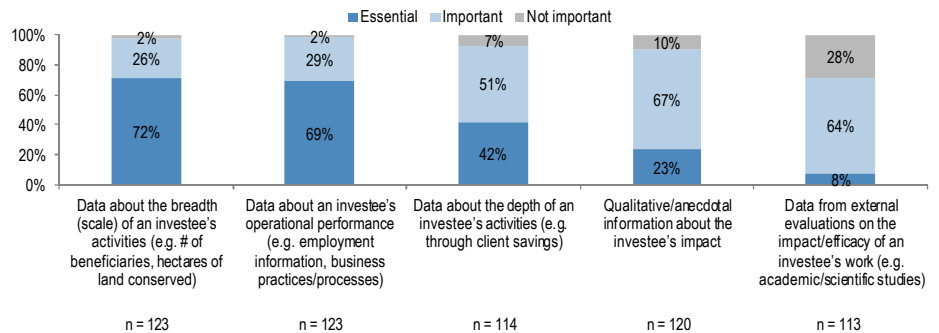 Essential Important Not important
100%
80%
60%
40%
20%
0%
2%
26%
72%
2%
29%
69%
7%
51%
42%
10%
67%
23%
28%
64%
8%
Data about the breadth
(scale) of an investee's
activities (e.g. # of
beneficiaries, hectares of
land conserved)
Data about an investee's
operational performance
(e.g. employment
information, business
practices/processes)
Data about the depth of an
investee's activities (e.g.
through client savings)
Qualitative/anecdotal
information about the
investee's impact
Data from external
evaluations on the
impact/efficacy of an
investee's work (e.g.
academic/scientific studies)
n = 123
n = 123
n = 114
n = 120
n = 113